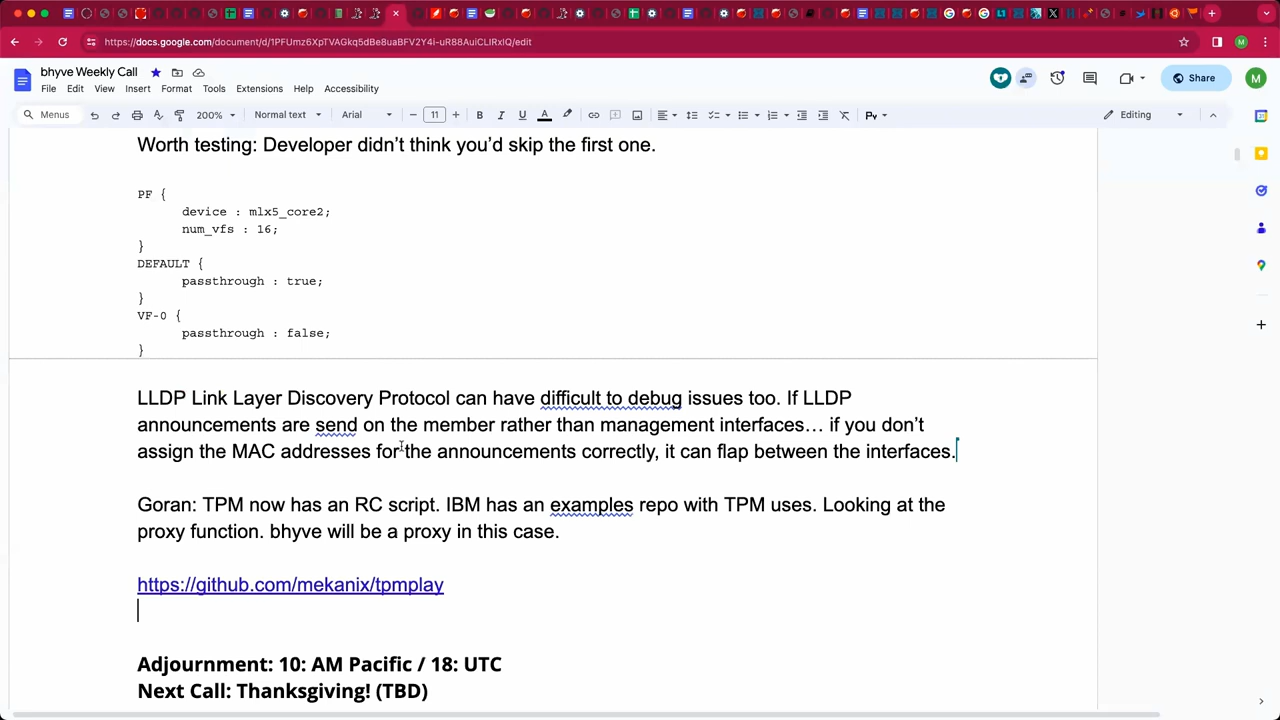 https://docs.google.com/document/d/1PFUmz6XpTVAGkq5dBe8uaBFV2Y4i-uR88AuiCLIRxIQ/edit
M
bhyve Weekly Call
File Edit View Insert Format Tools Extensions Help Accessibility
Share
M
Menus 200% Normal text Arial 11 Editing
Worth testing: Developer didn’t think you’d skip the first one.
PF {
device : mlx5_core2;
num_vfs : 16;
}
DEFAULT {
passthrough : true;
}
VF-0 {
passthrough : false;
}
LLDP Link Layer Discovery Protocol can have difficult to debug issues too. If LLDP
announcements are send on the member rather than management interfaces… if you don’t
assign the MAC addresses for the announcements correctly, it can flap between the interfaces.
Goran: TPM now has an RC script. IBM has an examples repo with TPM uses. Looking at the
proxy function. bhyve will be a proxy in this case.
https://github.com/mekanix/tpmplay
Adjournment: 10: AM Pacific / 18: UTC
Next Call: Thanksgiving! (TBD)